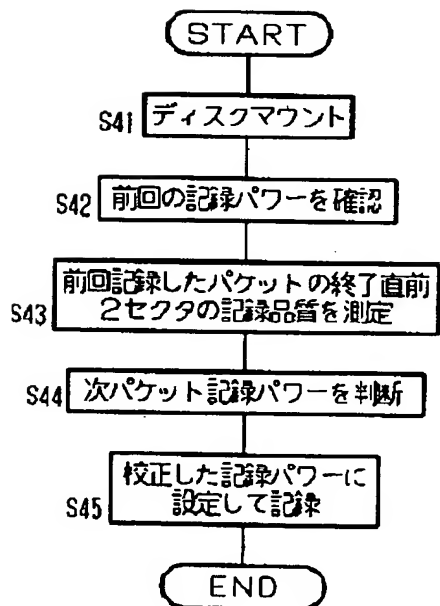 START
S41 ディスクマウント
S42 前回の記録パワーを確認
前回記録したパケットの終了直前
S43 2セクタの記録品質を測定
S44 次パケット記録パワーを判断
校正した記録パワーに
S45 設定して記録
END